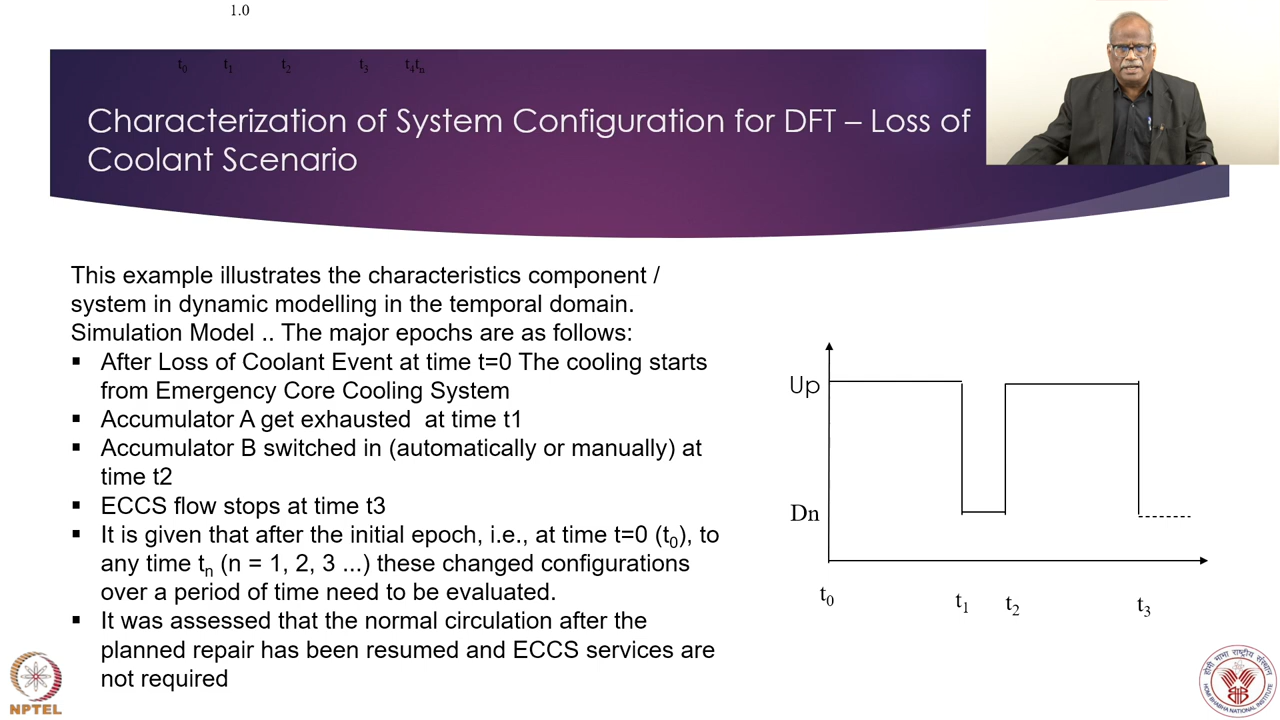 1.0
t₀ t₁ t₂ t₃ t₄tₙ
Characterization of System Configuration for DFT – Loss of
Coolant Scenario
This example illustrates the characteristics component /
system in dynamic modelling in the temporal domain.
Simulation Model .. The major epochs are as follows:
▪ After Loss of Coolant Event at time t=0 The cooling starts
from Emergency Core Cooling System
▪ Accumulator A get exhausted at time t1
▪ Accumulator B switched in (automatically or manually) at
time t2
▪ ECCS flow stops at time t3
▪ It is given that after the initial epoch, i.e., at time t=0 (t₀), to
any time tₙ (n = 1, 2, 3 ...) these changed configurations
over a period of time need to be evaluated.
▪ It was assessed that the normal circulation after the
planned repair has been resumed and ECCS services are
not required
Up
Dn
t₀ t₁ t₂ t₃
NPTEL
होमी भाभा राष्ट्रीय संस्थान
HOMI BHABHA NATIONAL INSTITUTE